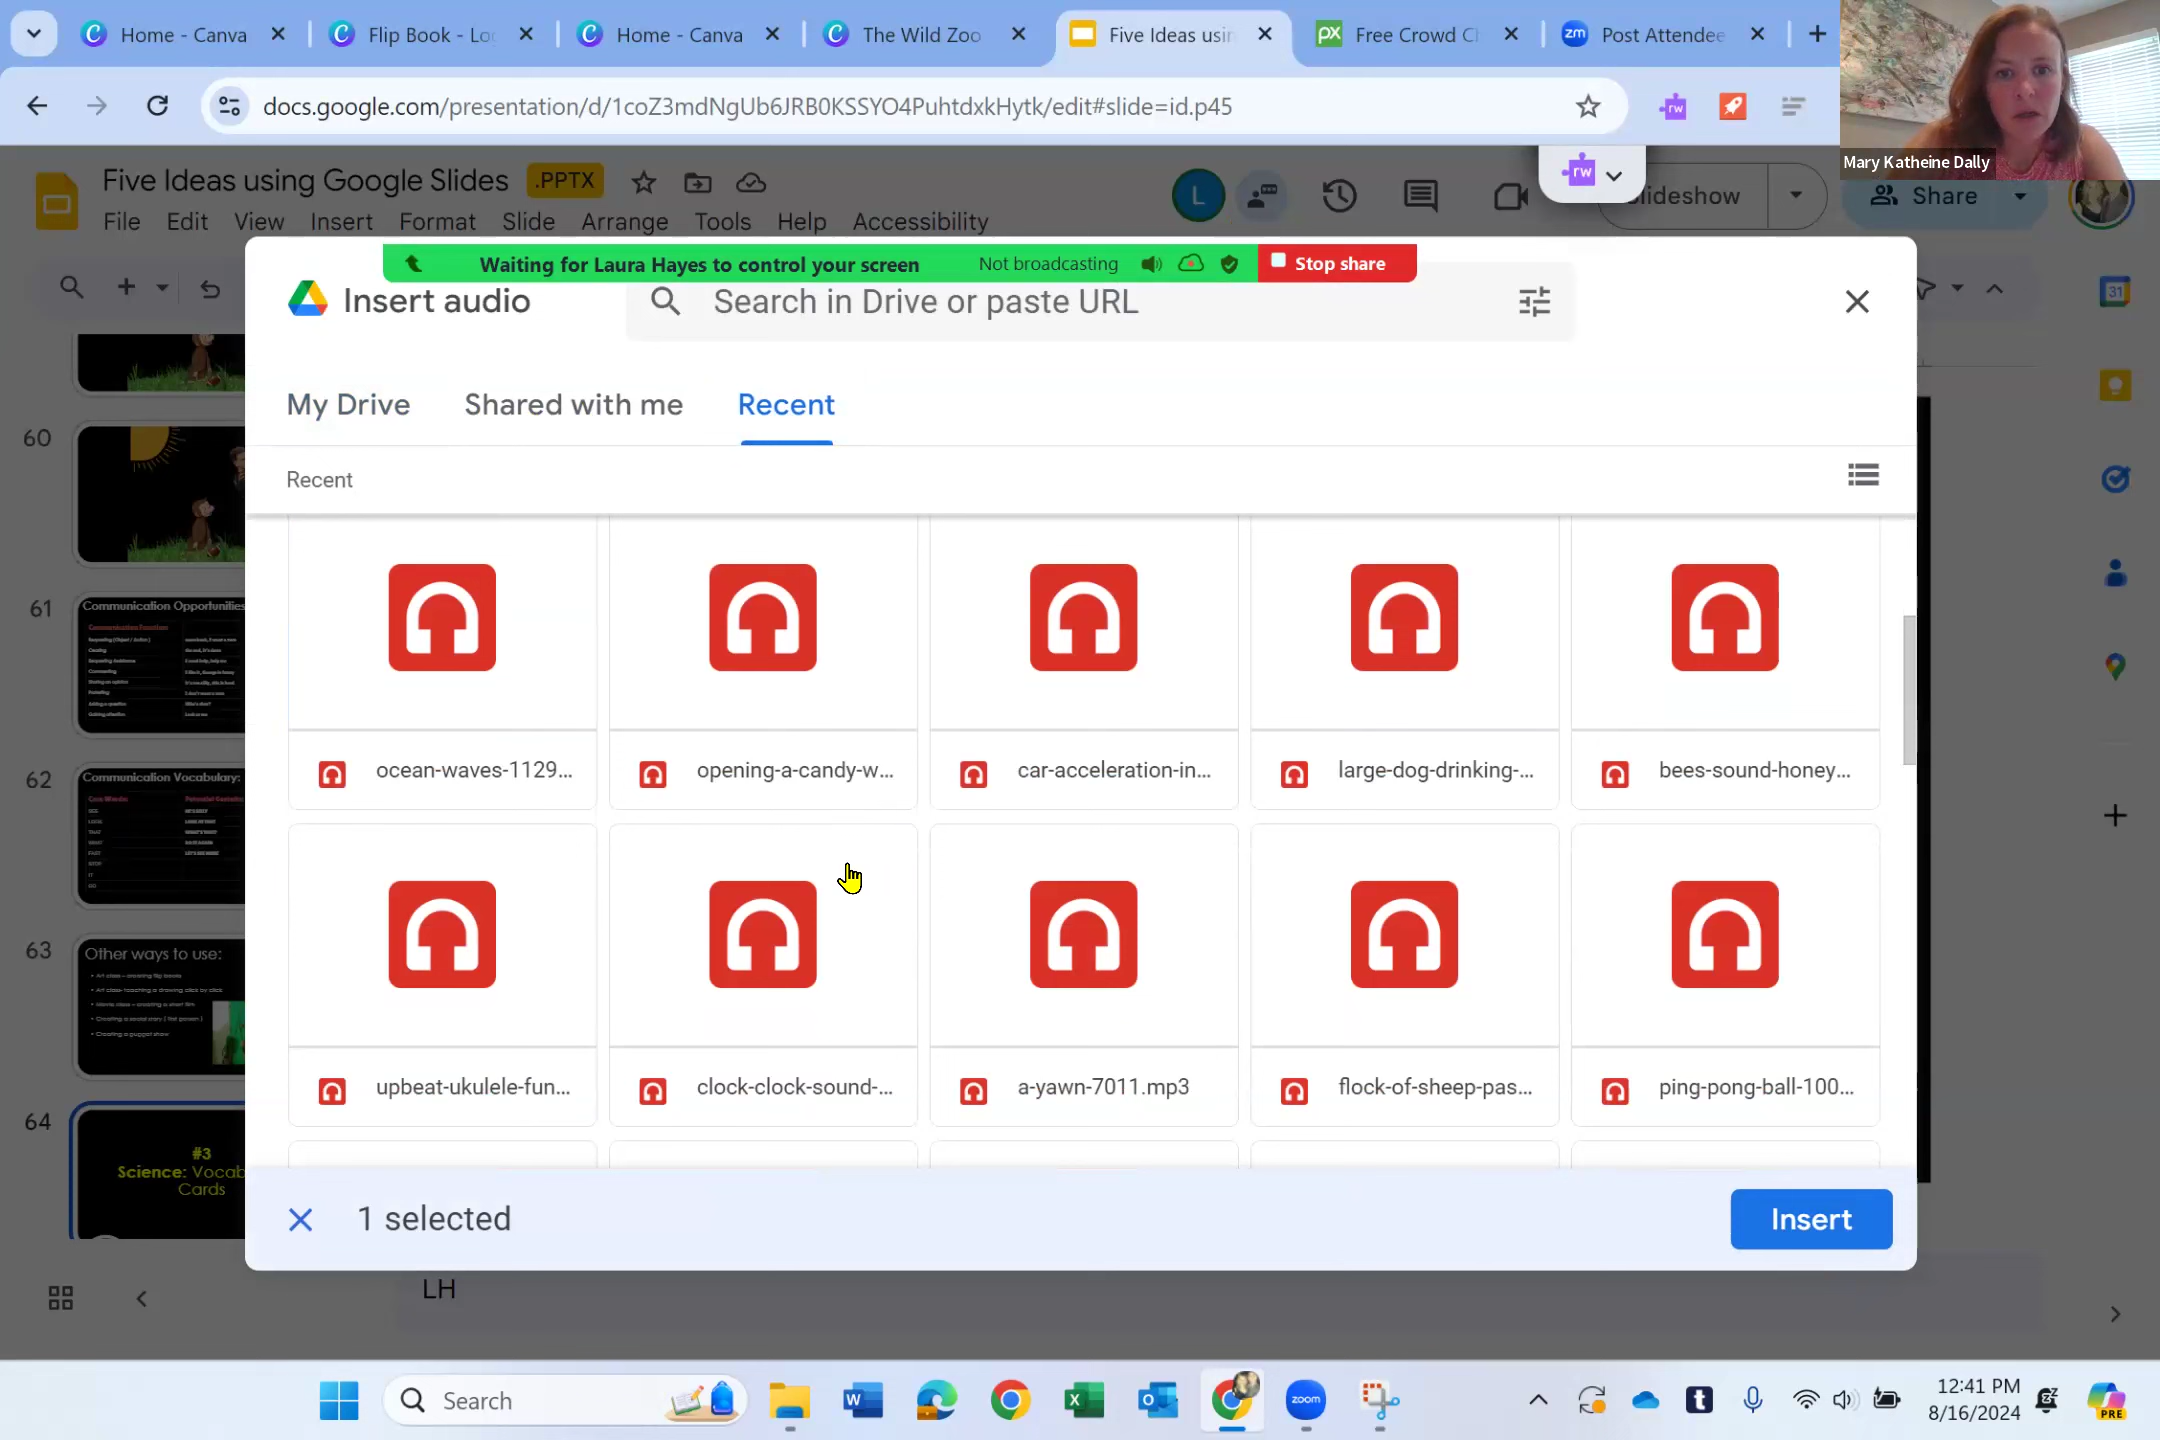 Home - Canva
Flip Book - Lo
Home - Canva
The Wild Zoo
Five Ideas usin
Free Crowd C
Post Attendee
docs.google.com/presentation/d/1coZ3mdNgUb6JRB0KSSYO4PuhtdxkHytk/edit#slide=id.p45
Mary Katheine Dally
Five Ideas using Google Slides .PPTX
File Edit View Insert Format Slide Arrange Tools Help Accessibility
L
rw
Slideshow
Share
Waiting for Laura Hayes to control your screen Not broadcasting Stop share
Insert audio
Search in Drive or paste URL
My Drive Shared with me Recent
Recent
ocean-waves-1129...
opening-a-candy-w...
car-acceleration-in...
large-dog-drinking-...
bees-sound-honey...
upbeat-ukulele-fun...
clock-clock-sound-...
a-yawn-7011.mp3
flock-of-sheep-pas...
ping-pong-ball-100...
1 selected
Insert
60
61
Communication Opportunities
62
Communication Vocabulary:
63
Other ways to use:
64
#3
Science: Vocab
Cards
LH
Search
zoom
12:41 PM
8/16/2024
PRE